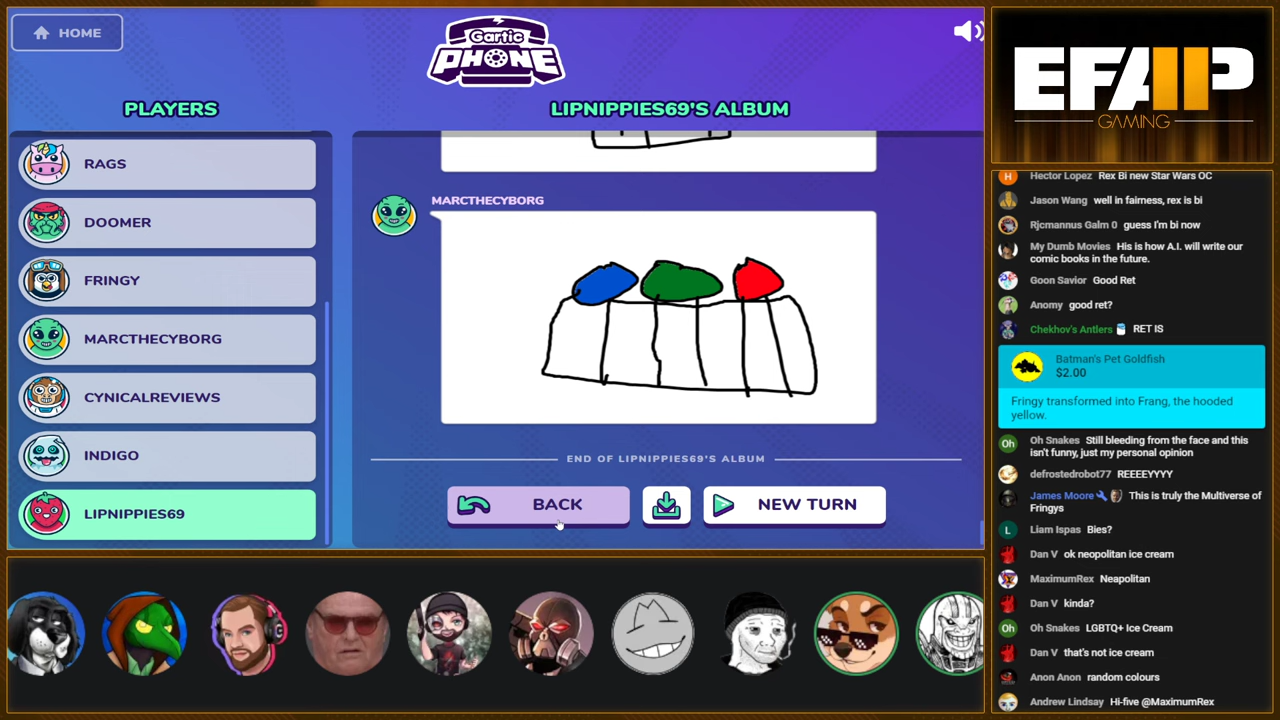 HOME
Gartic
PHONE
PLAYERS
LIPNIPPIES69'S ALBUM
RAGS
DOOMER
FRINGY
MARCTHECYBORG
CYNICALREVIEWS
INDIGO
LIPNIPPIES69
MARCTHECYBORG
END OF LIPNIPPIES69'S ALBUM
BACK
NEW TURN
EFAP
GAMING
H Hector Lopez Rex Bi new Star Wars OC
Jason Wang well in fairness, rex is bi
Rjcmannus Galm 0 guess I'm bi now
My Dumb Movies His is how A.I. will write our
comic books in the future.
Goon Savior Good Ret
Anomy good ret?
Chekhov's Antlers RET IS
Batman's Pet Goldfish
$2.00
Fringy transformed into Frang, the hooded
yellow.
Oh Oh Snakes Still bleeding from the face and this
isn't funny, just my personal opinion
defrostedrobot77 REEEEYYYY
James Moore This is truly the Multiverse of
Fringys
L Liam Ispas Bies?
Dan V ok neopolitan ice cream
MaximumRex Neapolitan
Dan V kinda?
Oh Oh Snakes LGBTQ+ Ice Cream
Dan V that's not ice cream
Anon Anon random colours
Andrew Lindsay Hi-five @MaximumRex